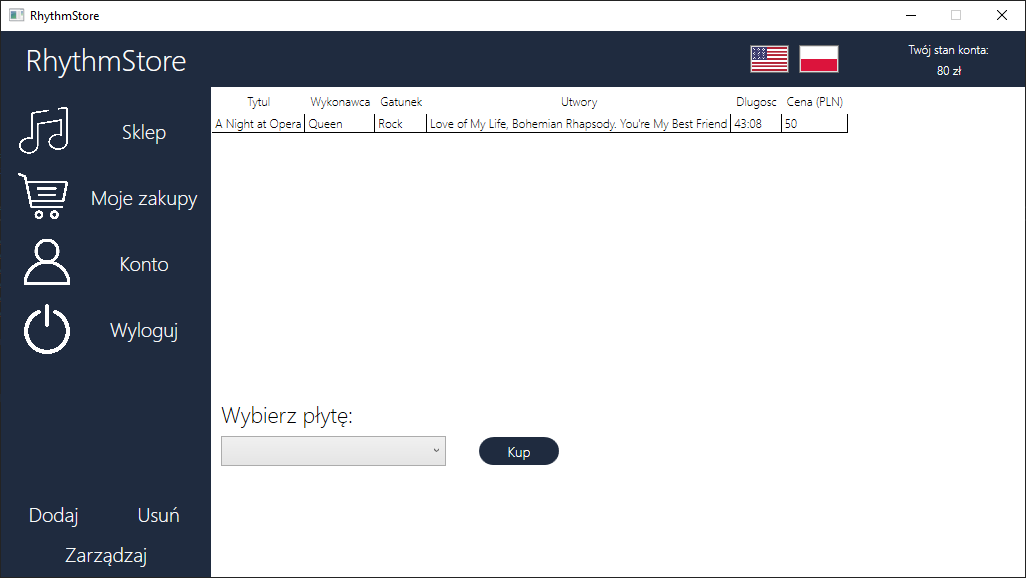 RhythmStore
RhythmStore
Twój stan konta:
80 zł
Sklep
Moje zakupy
Konto
Wyloguj
Dodaj Usuń
Zarządzaj
Tytul Wykonawca Gatunek Utwory Dlugosc Cena (PLN)
A Night at Opera Queen Rock Love of My Life, Bohemian Rhapsody. You're My Best Friend 43:08 50
Wybierz płytę:
Kup